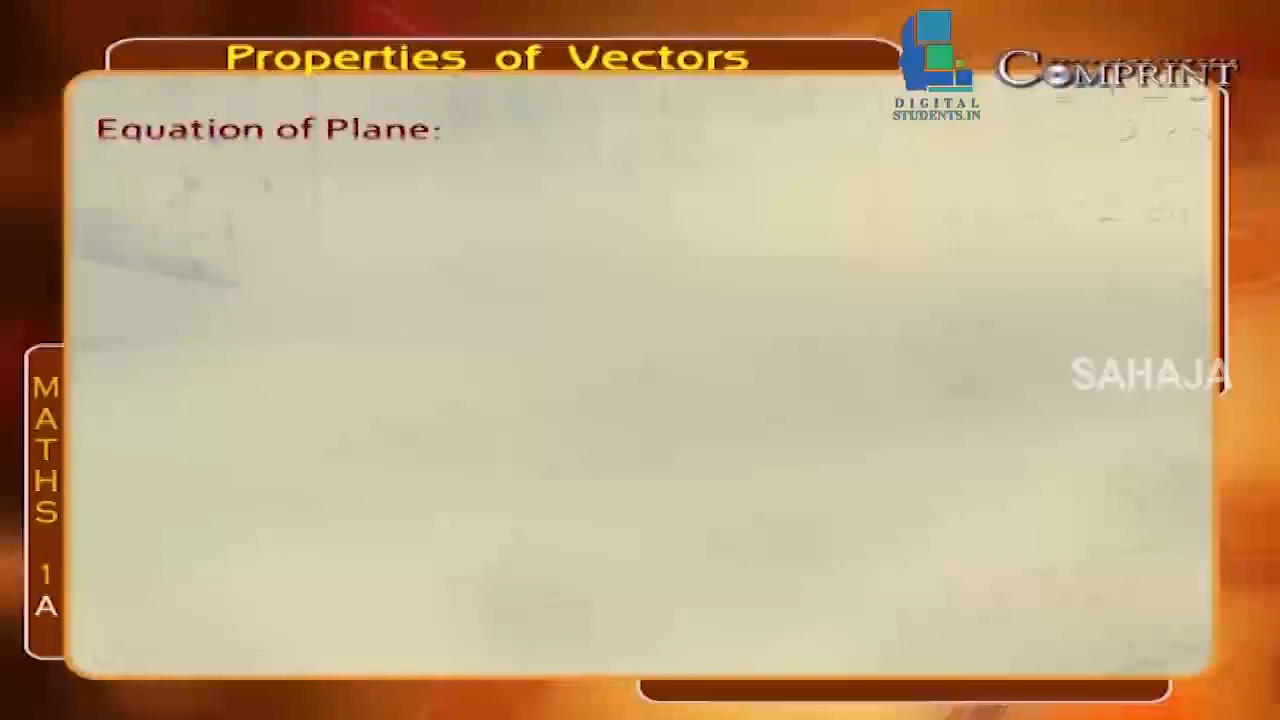 Properties of Vectors
DIGITAL
STUDENTS.IN
COMPRINT
Equation of Plane:
SAHAJA
MATHS 1A